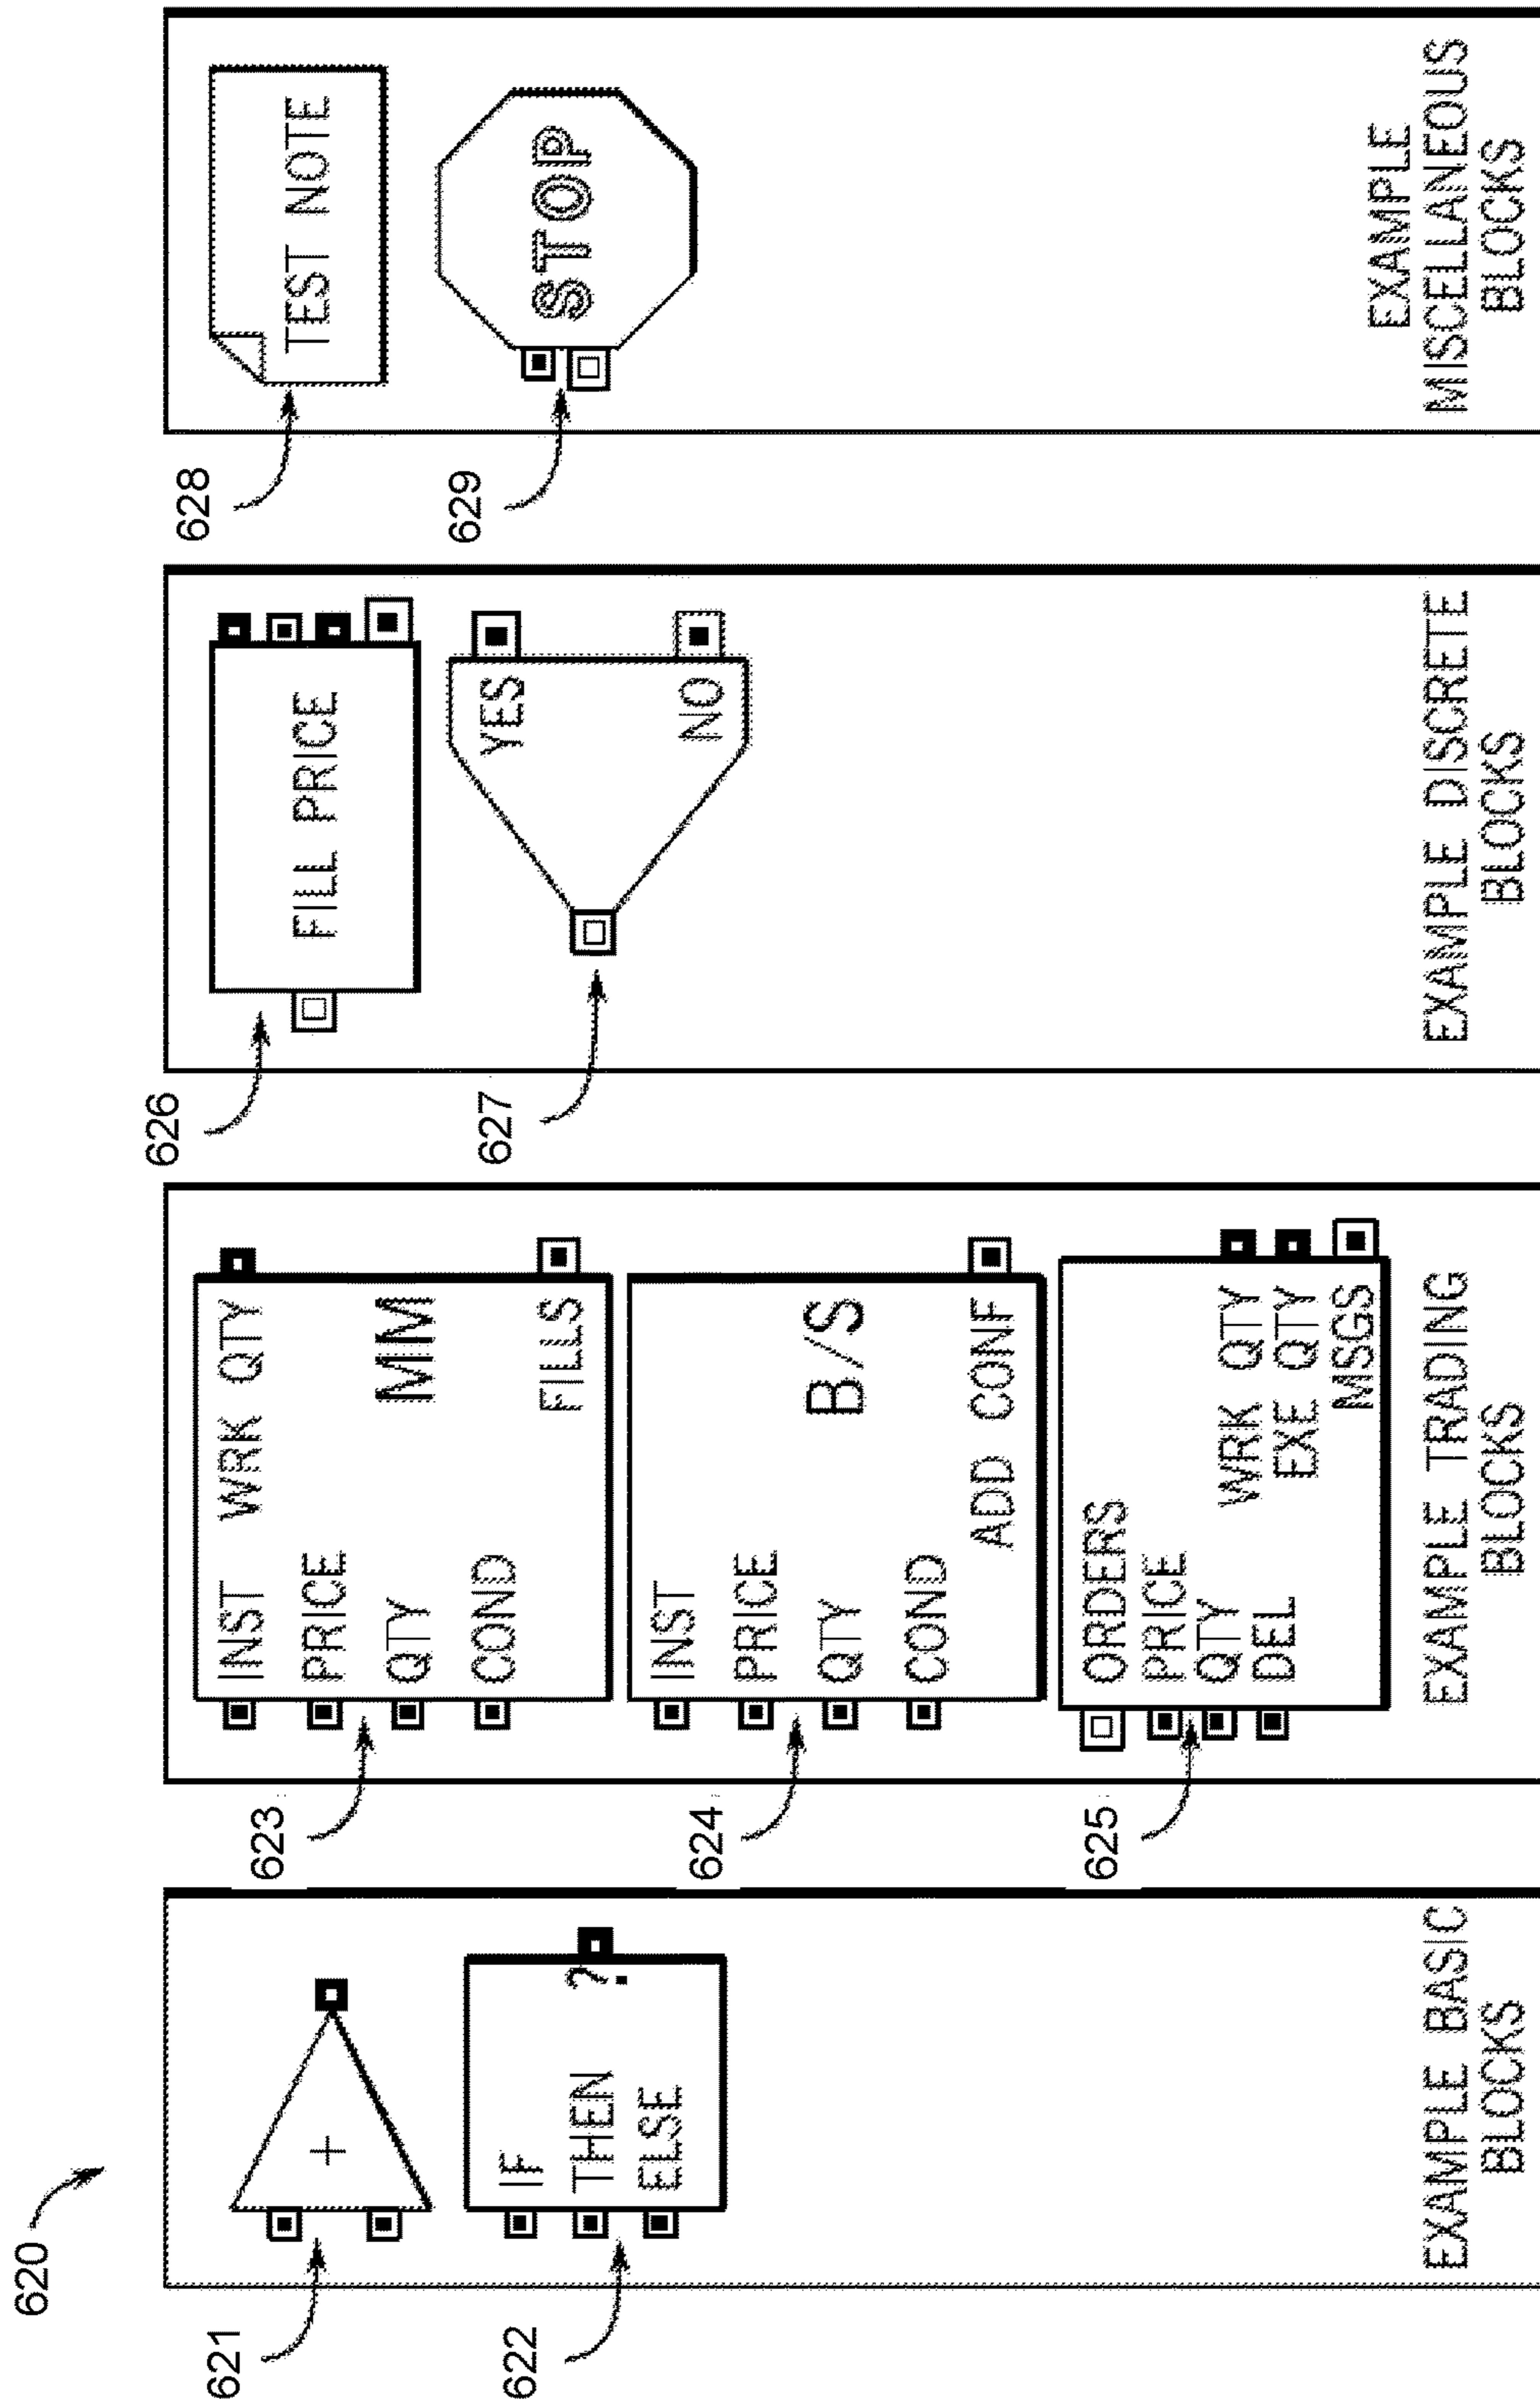 620
621
+
622
IF
THEN ?
ELSE
EXAMPLE BASIC
BLOCKS
623
INST WRK QTY
PRICE
MM
QTY
COND
FILLS
624
INST
PRICE
B/S
QTY
COND
ADD CONF
625
ORDERS
PRICE
QTY
WRK QTY
DEL
EXE QTY
MSGS
EXAMPLE TRADING
BLOCKS
626
FILL PRICE
627
YES
NO
EXAMPLE DISCRETE
BLOCKS
628
TEST NOTE
629
STOP
EXAMPLE
MISCELLANEOUS
BLOCKS